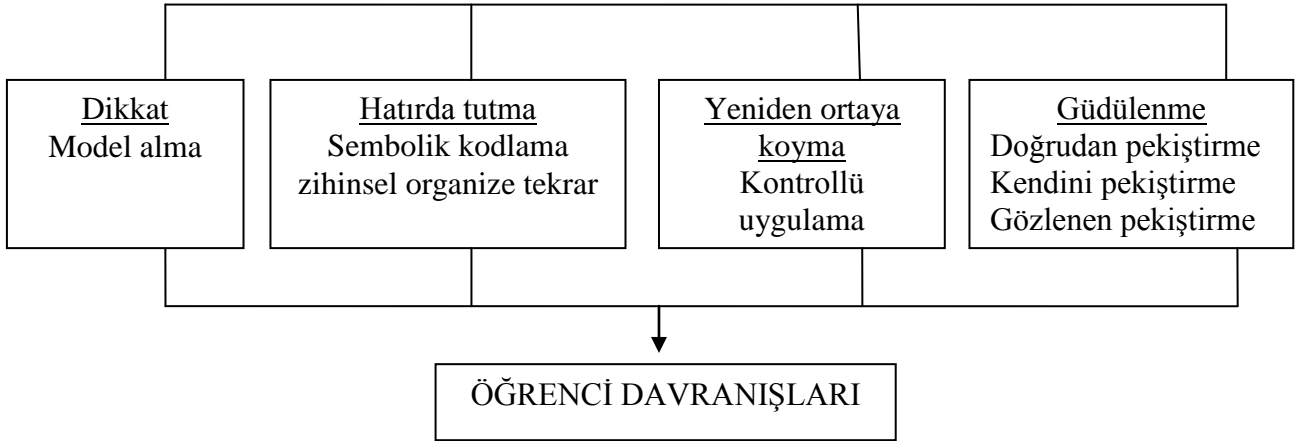 Dikkat
Model alma
Hatırda tutma
Sembolik kodlama
zihinsel organize tekrar
Yeniden ortaya
koyma
Kontrollü
uygulama
Güdülenme
Doğrudan pekiştirme
Kendini pekiştirme
Gözlenen pekiştirme
ÖĞRENCİ DAVRANIŞLARI